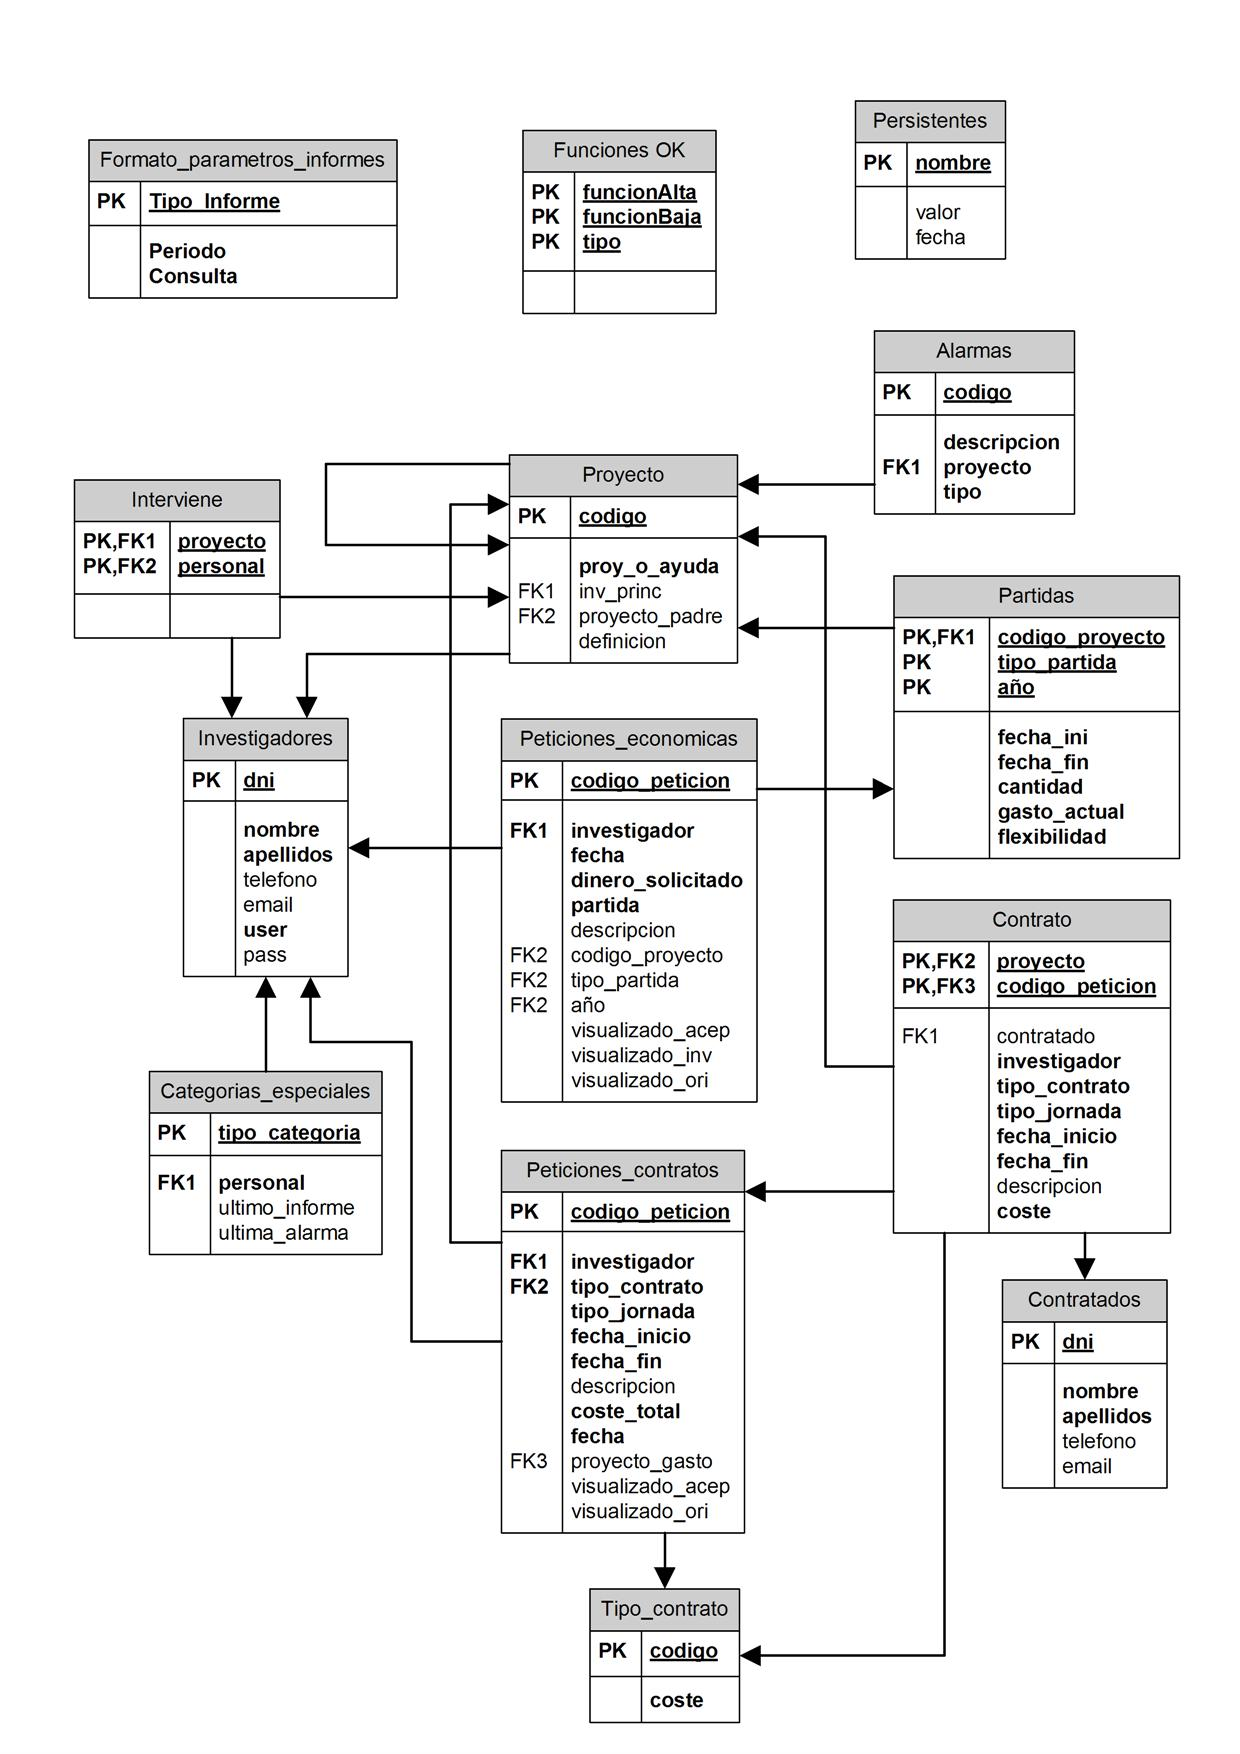 Persistentes
PK nombre
valor
fecha
Formato_parametros_informes
PK Tipo_Informe
Periodo
Consulta
Funciones OK
PK funcionAlta
PK funcionBaja
PK tipo
Alarmas
PK codigo
descripcion
FK1 proyecto
tipo
Proyecto
PK codigo
proy_o_ayuda
FK1 inv_princ
FK2 proyecto_padre
definicion
Interviene
PK,FK1 proyecto
PK,FK2 personal
Partidas
PK,FK1 codigo_proyecto
PK tipo_partida
PK año
fecha_ini
fecha_fin
cantidad
gasto_actual
flexibilidad
Investigadores
PK dni
nombre
apellidos
telefono
email
user
pass
Peticiones_economicas
PK codigo_peticion
FK1 investigador
fecha
dinero_solicitado
partida
descripcion
FK2 codigo_proyecto
FK2 tipo_partida
FK2 año
visualizado_acep
visualizado_inv
visualizado_ori
Contrato
PK,FK2 proyecto
PK,FK3 codigo_peticion
FK1 contratado
investigador
tipo_contrato
tipo_jornada
fecha_inicio
fecha_fin
descripcion
coste
Categorias_especiales
PK tipo_categoria
FK1 personal
ultimo_informe
ultima_alarma
Peticiones_contratos
PK codigo_peticion
FK1 investigador
FK2 tipo_contrato
tipo_jornada
fecha_inicio
fecha_fin
descripcion
coste_total
fecha
FK3 proyecto_gasto
visualizado_acep
visualizado_ori
Contratados
PK dni
nombre
apellidos
telefono
email
Tipo_contrato
PK codigo
coste